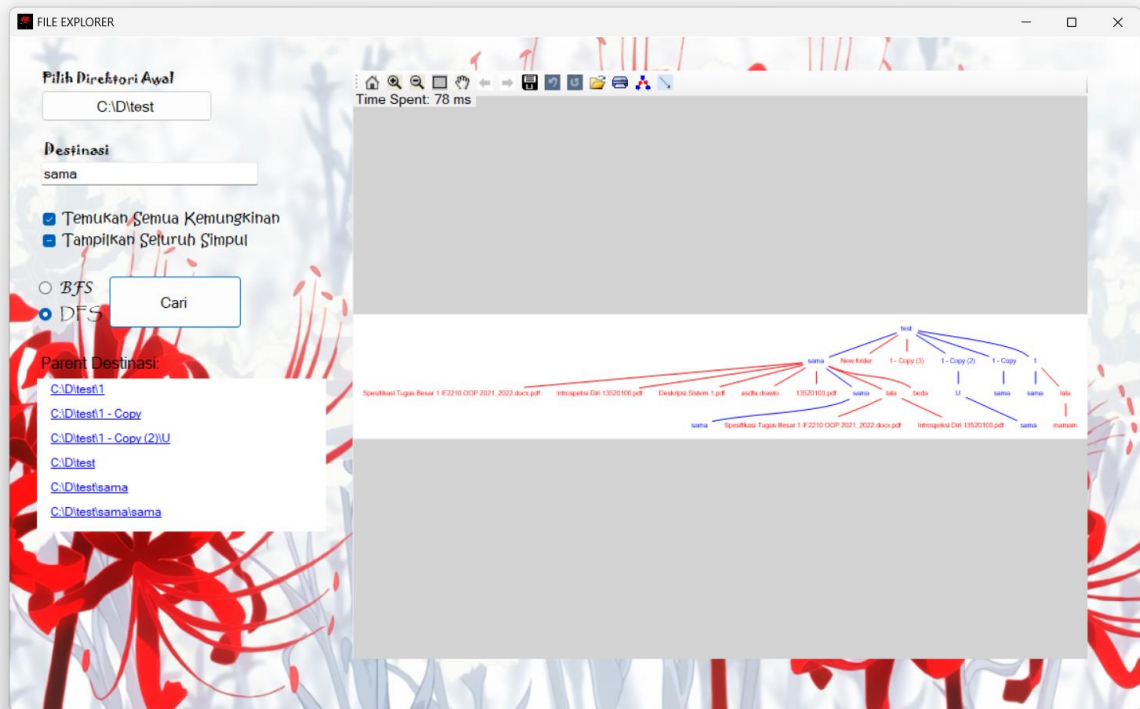 FILE EXPLORER
Pilih Direktori Awal
C:\D\test
Destinasi
sama
Temukan Semua Kemungkinan
Tampilkan Seluruh Simpul
BFS
DFS
Cari
Parent Destinasi:
C:\D\test\1
C:\D\test\1 - Copy
C:\D\test\1 - Copy (2)\U
C:\D\test
C:\D\test\sama
C:\D\test\sama\sama
Time Spent: 78 ms
test
sama New folder 1 - Copy (3) 1 - Copy (2) 1 - Copy 1
Spesifikasi Tugas Besar 1 IF2210 OOP 2021_2022.docx.pdf Introspeksi Diri 13520100.pdf Deskripsi Sistem 1.pdf asdfa.drawio 13520100.pdf sama lala beda U sama sama lala
sama Spesifikasi Tugas Besar 1 IF2210 OOP 2021_2022.docx.pdf Introspeksi Diri 13520100.pdf sama mamam